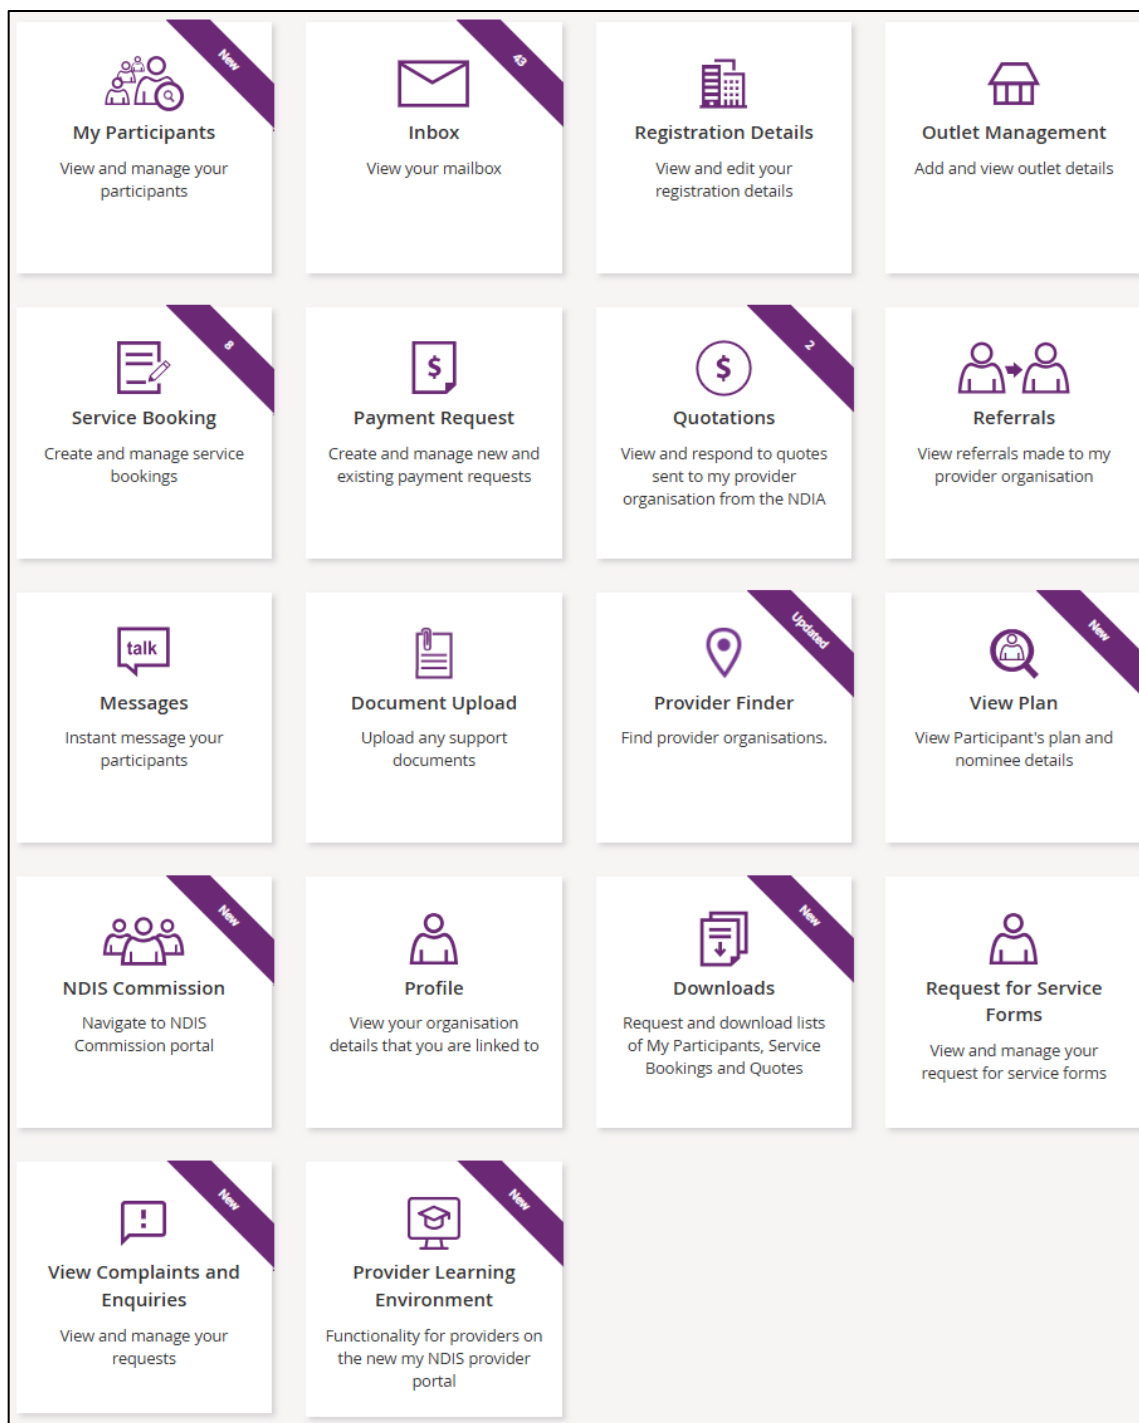 New
My Participants
View and manage your
participants
43
Inbox
View your mailbox
Registration Details
View and edit your
registration details
Outlet Management
Add and view outlet details
8
Service Booking
Create and manage service
bookings
$
Payment Request
Create and manage new and
existing payment requests
2
$
Quotations
View and respond to quotes
sent to my provider
organisation from the NDIA
Referrals
View referrals made to my
provider organisation
talk
Messages
Instant message your
participants
Document Upload
Upload any support
documents
Updated
Provider Finder
Find provider organisations.
New
View Plan
View Participant's plan and
nominee details
New
NDIS Commission
Navigate to NDIS
Commission portal
Profile
View your organisation
details that you are linked to
New
Downloads
Request and download lists
of My Participants, Service
Bookings and Quotes
Request for Service
Forms
View and manage your
request for service forms
New
!
View Complaints and
Enquiries
View and manage your
requests
New
Provider Learning
Environment
Functionality for providers on
the new my NDIS provider
portal